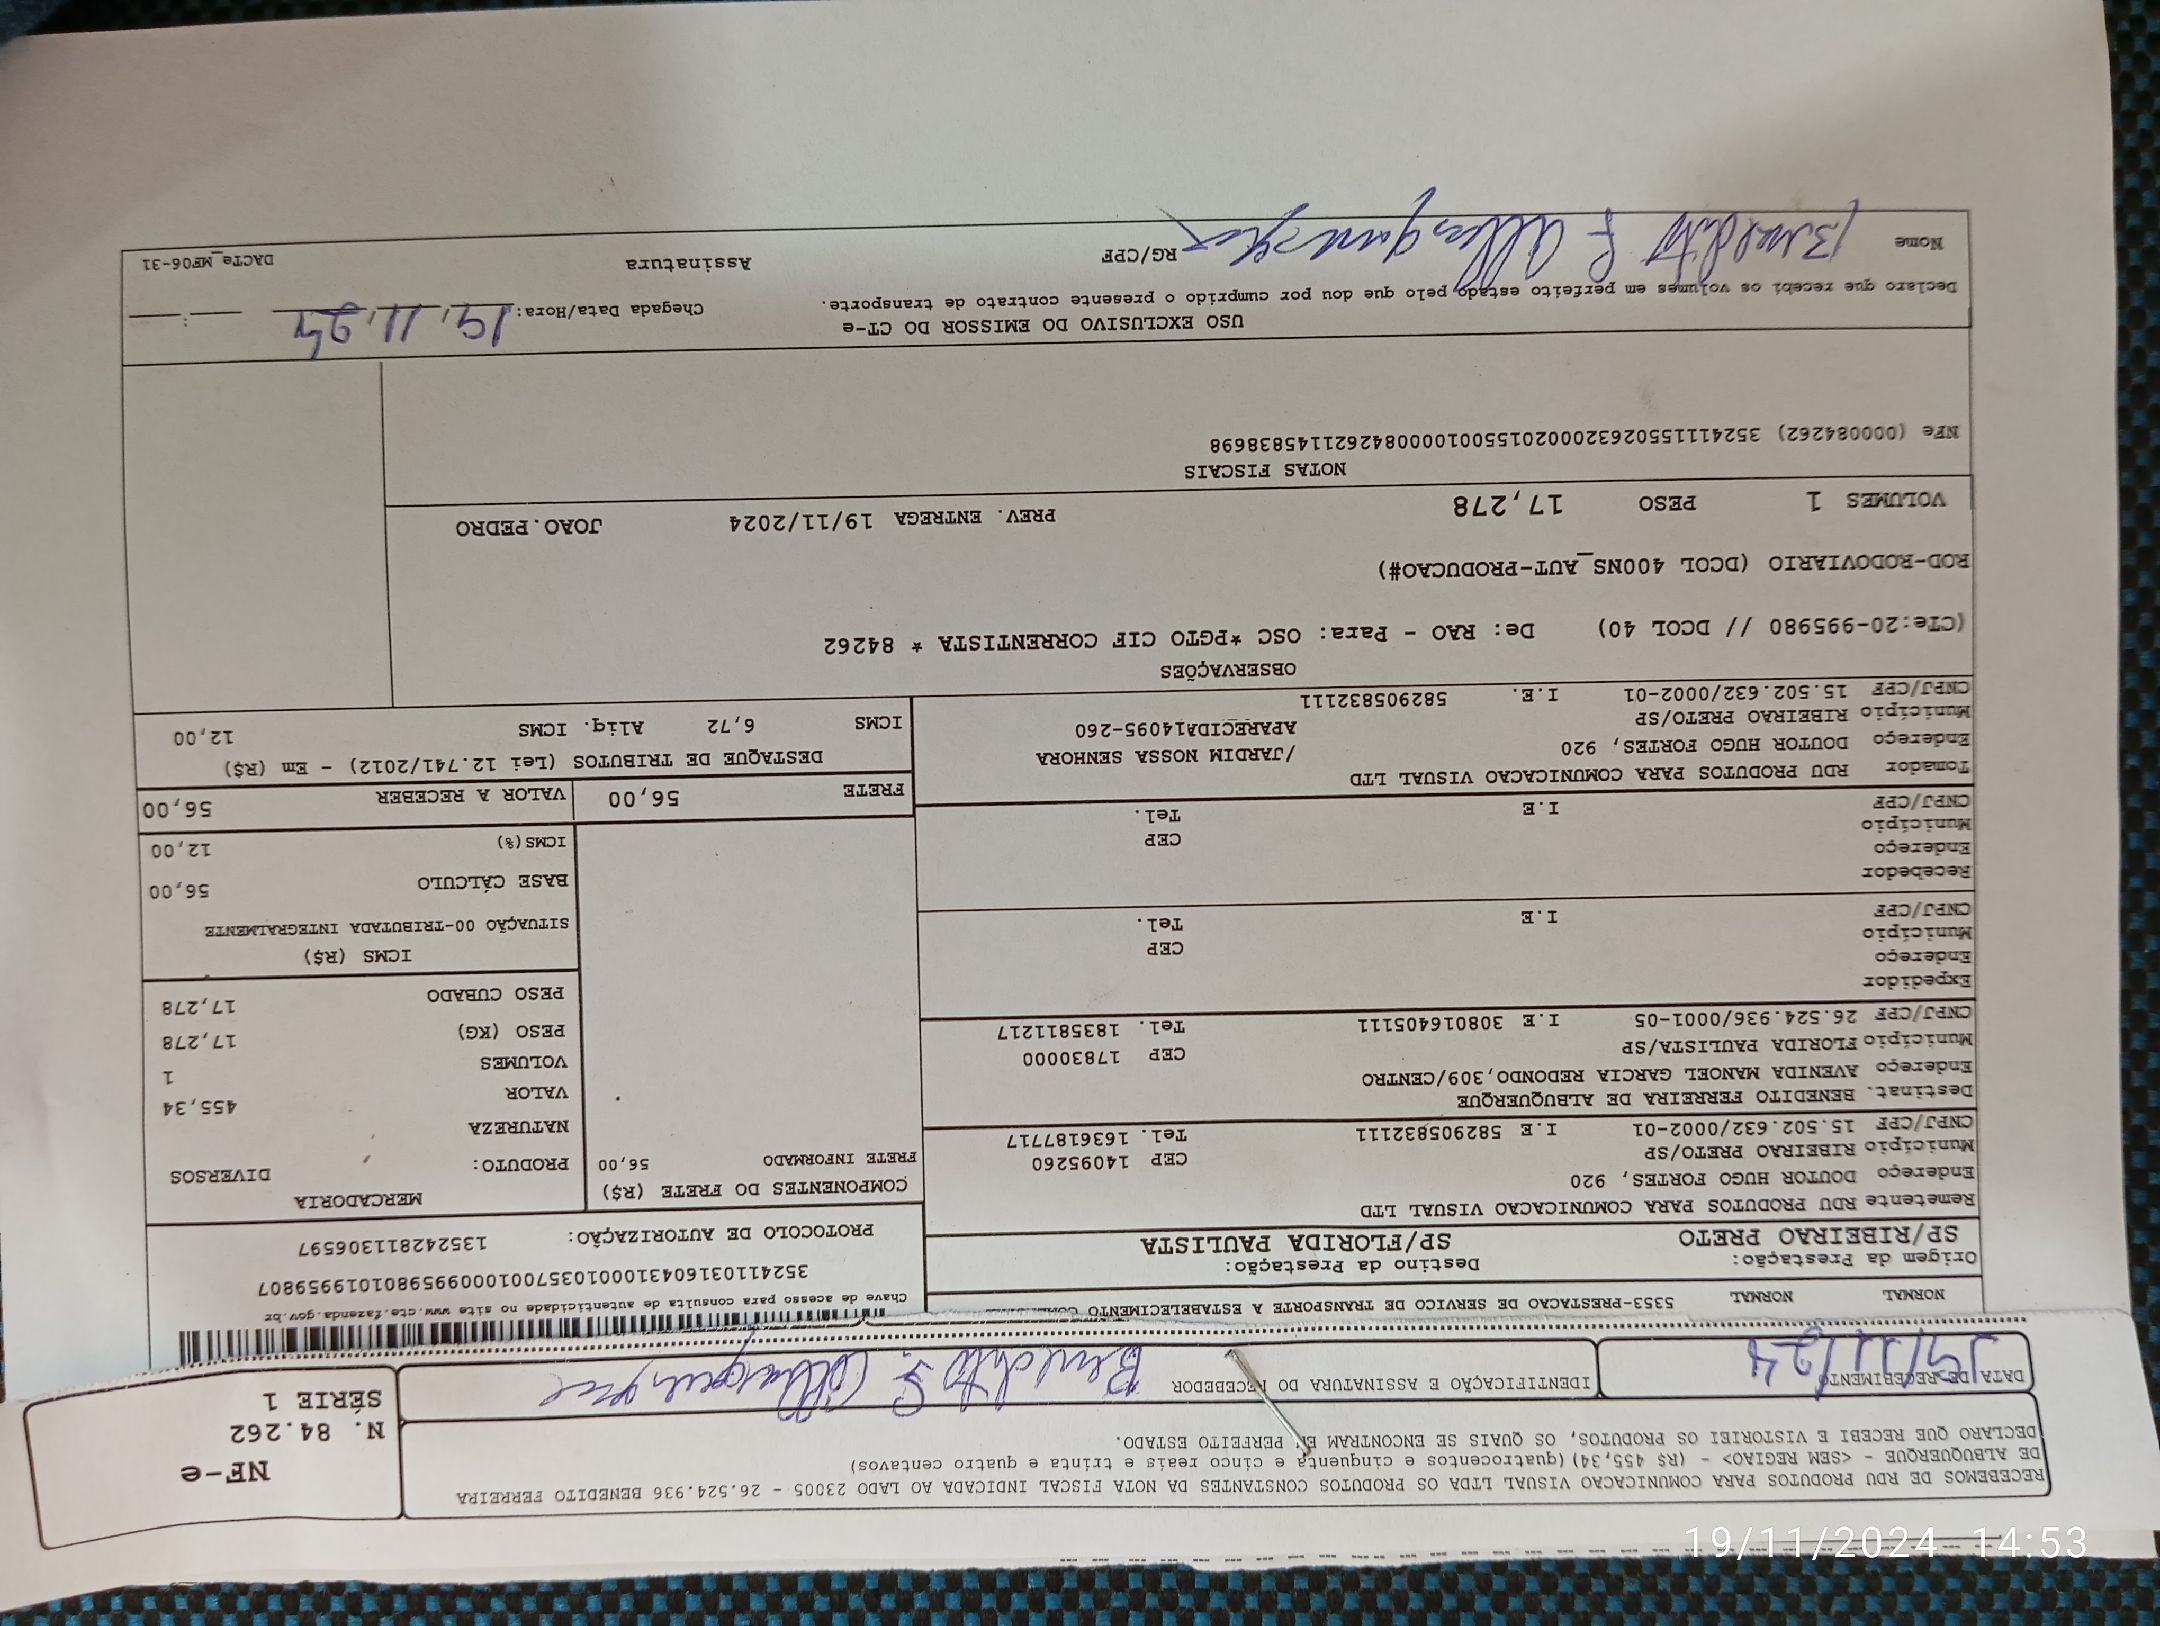 RECEBEMOS DE RDU PRODUTOS PARA COMUNICACAO VISUAL LTDA OS PRODUTOS CONSTANTES DA NOTA FISCAL INDICADA AO LADO 23005 - 26.524.936 BENEDITO FERREIRA
DE ALBUQUERQUE - <SEM REGIAO> - (R$ 455,34) (quatrocentos e cinquenta e cinco reais e trinta e quatro centavos)
DECLARO QUE RECEBI E VISTORIEI OS PRODUTOS, OS QUAIS SE ENCONTRAM EM PERFEITO ESTADO.
NF-e
N. 84.262
SÉRIE 1
DATA DE RECEBIMENTO
19/11/24
IDENTIFICAÇÃO E ASSINATURA DO RECEBEDOR
Benedito F. Albuquerque
NORMAL NORMAL 5353-PRESTACAO DE SERVICO DE TRANSPORTE A ESTABELECIMENTO
Chave de acesso para consulta de autenticidade no site www.cte.fazenda.gov.br
35241103160431000103570010009959801019959807
PROTOCOLO DE AUTORIZAÇÃO: 135242811306597
Origem da Prestação: Destino da Prestação:
SP/RIBEIRAO PRETO SP/FLORIDA PAULISTA
Remetente RDU PRODUTOS PARA COMUNICACAO VISUAL LTD
Endereço DOUTOR HUGO FORTES, 920
Município RIBEIRAO PRETO/SP CEP 14095260
CNPJ/CPF 15.502.632/0002-01 I.E 582905832111 Tel. 1636187717
Destinat. BENEDITO FERREIRA DE ALBUQUERQUE
Endereço AVENIDA MANOEL GARCIA REDONDO,309/CENTRO
Município FLORIDA PAULISTA/SP CEP 17830000
CNPJ/CPF 26.524.936/0001-05 I.E 308016405111 Tel. 1835811217
Expedidor
Endereço
Município CEP
CNPJ/CPF I.E Tel.
Recebedor
Endereço
Município CEP
CNPJ/CPF I.E Tel.
Tomador RDU PRODUTOS PARA COMUNICACAO VISUAL LTD
Endereço DOUTOR HUGO FORTES, 920 /JARDIM NOSSA SENHORA
Município RIBEIRAO PRETO/SP APARECIDA14095-260
CNPJ/CPF 15.502.632/0002-01 I.E. 582905832111
COMPONENTES DO FRETE (R$)
FRETE INFORMADO 56,00
MERCADORIA
PRODUTO: DIVERSOS
NATUREZA
VALOR 455,34
VOLUMES 1
PESO (KG) 17,278
PESO CUBADO 17,278
ICMS (R$)
SITUAÇÃO 00-TRIBUTADA INTEGRALMENTE
BASE CÁLCULO 56,00
ICMS(%) 12,00
FRETE 56,00 VALOR A RECEBER 56,00
DESTAQUE DE TRIBUTOS (Lei 12.741/2012) - Em (R$)
ICMS 6,72 Aliq. ICMS 12,00
OBSERVAÇÕES
(CTe:20-995980 // DCOL 40) De: RAO - Para: OSC *PGTO CIF CORRENTISTA * 84262
ROD-RODOVIARIO (DCOL 400NS_AUT-PRODUCAO#)
VOLUMES 1 PESO 17,278 PREV. ENTREGA 19/11/2024 JOAO.PEDRO
NOTAS FISCAIS
NFe (000084262) 35241115502632000201550010000842621145838698
USO EXCLUSIVO DO EMISSOR DO CT-e
Declaro que recebi os volumes em perfeito estado pelo que dou por cumprido o presente contrato de transporte.
Chegada Data/Hora: 19.11.24 __:__
Nome Benedito F Albuquerque RG/CPF Assinatura
DACTe_MF06-31
19/11/2024 14:53